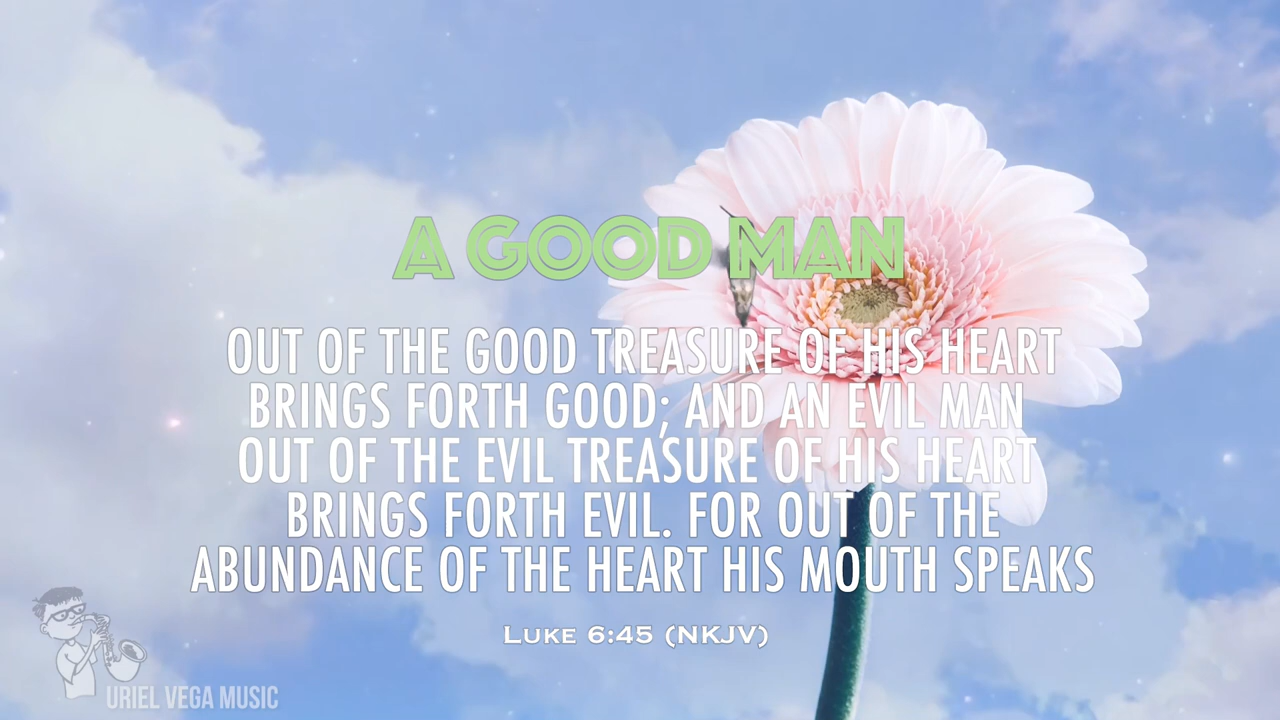 A GOOD MAN
OUT OF THE GOOD TREASURE OF HIS HEART
BRINGS FORTH GOOD; AND AN EVIL MAN
OUT OF THE EVIL TREASURE OF HIS HEART
BRINGS FORTH EVIL. FOR OUT OF THE
ABUNDANCE OF THE HEART HIS MOUTH SPEAKS
LUKE 6:45 (NKJV)
URIEL VEGA MUSIC